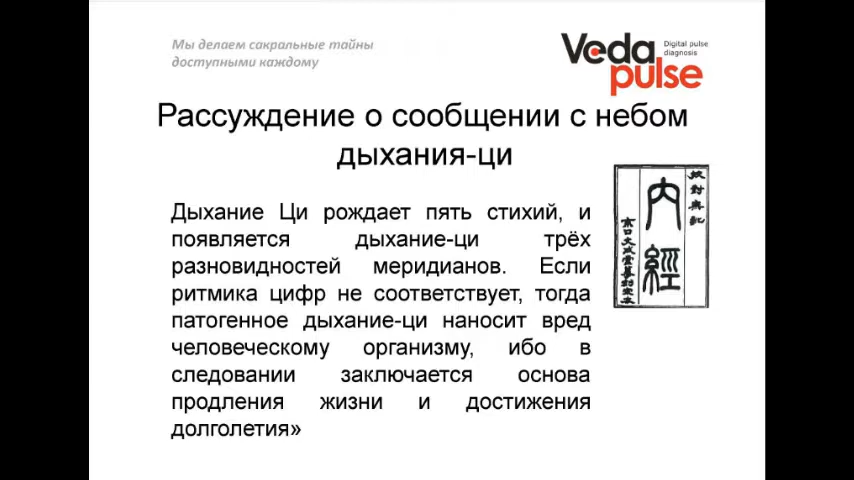 Мы делаем сакральные тайны
доступными каждому
Veda
pulse
Digital pulse
diagnosis
Рассуждение о сообщении с небом
дыхания-ци
Дыхание Ци рождает пять стихий, и
появляется дыхание-ци трёх
разновидностей меридианов. Если
ритмика цифр не соответствует, тогда
патогенное дыхание-ци наносит вред
человеческому организму, ибо в
следовании заключается основа
продления жизни и достижения
долголетия»
內經